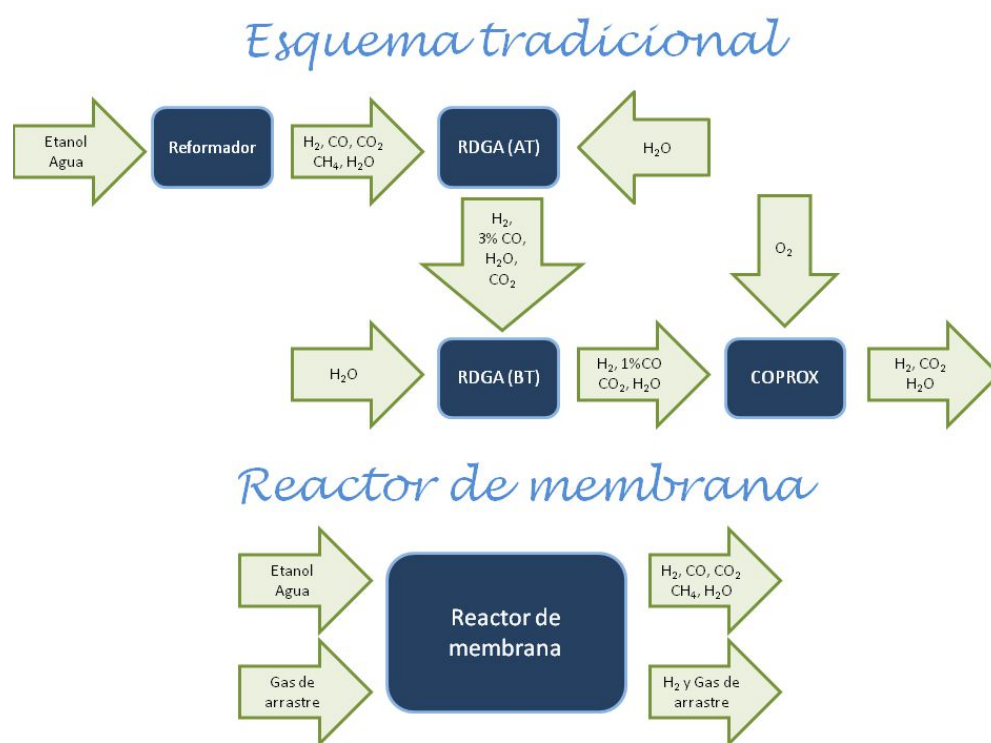 Esquema tradicional
Etanol
Agua
Reformador
H₂, CO, CO₂
CH₄, H₂O
RDGA (AT)
H₂O
H₂,
3% CO,
H₂O,
CO₂
O₂
H₂O
RDGA (BT)
H₂, 1%CO
CO₂, H₂O
COPROX
H₂, CO₂
H₂O
Reactor de membrana
Etanol
Agua
Gas de
arrastre
Reactor de
membrana
H₂, CO, CO₂
CH₄, H₂O
H₂ y Gas de
arrastre